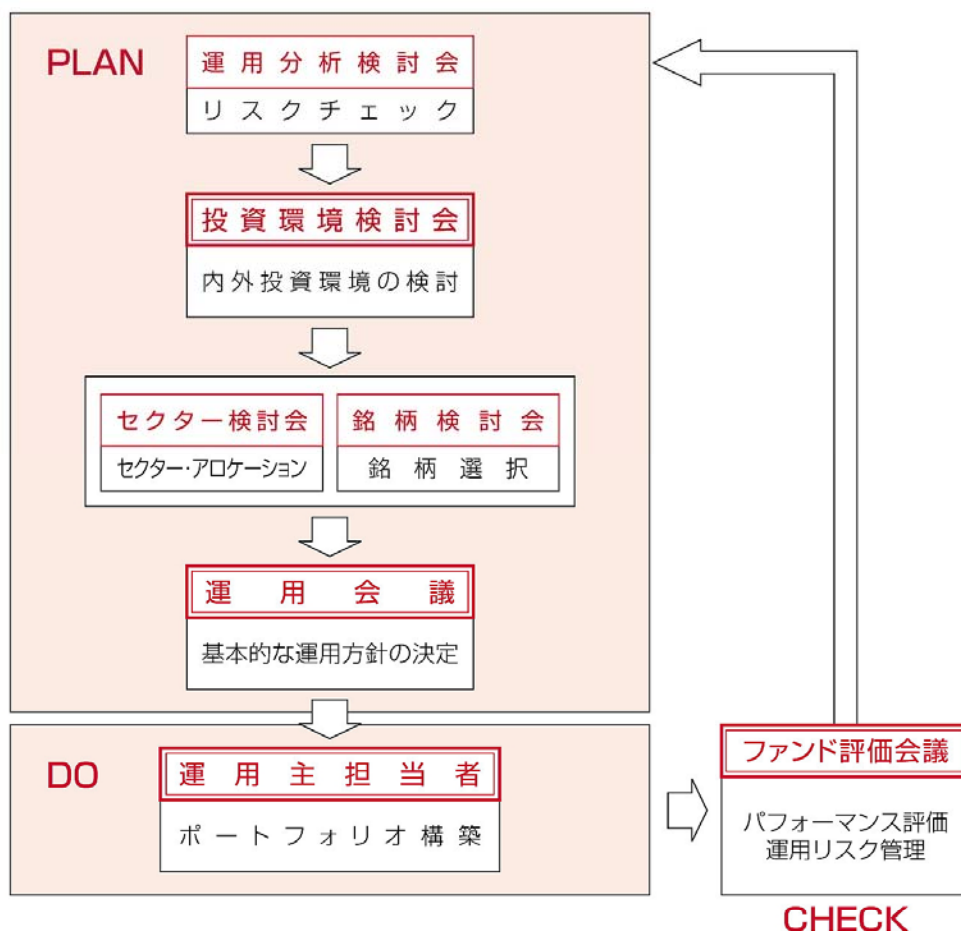 PLAN
運用分析検討会
リスクチェック
投資環境検討会
内外投資環境の検討
セクター検討会
セクター・アロケーション
銘柄検討会
銘柄選択
運用会議
基本的な運用方針の決定
DO
運用主担当者
ポートフォリオ構築
ファンド評価会議
パフォーマンス評価
運用リスク管理
CHECK